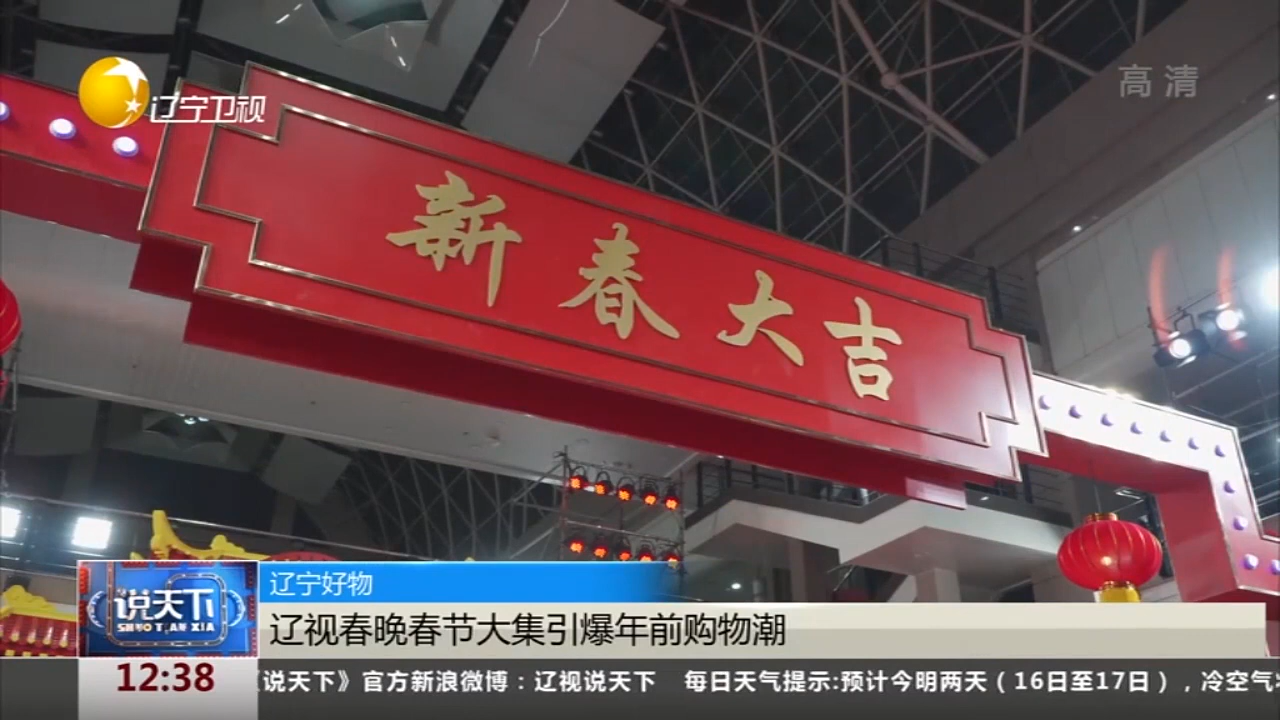 辽宁卫视
高清
新春大吉
辽宁好物
说天下
SHUO TIAN XIA
辽视春晚春节大集引爆年前购物潮
12:38
《说天下》官方新浪微博：辽视说天下 每日天气提示:预计今明两天（16日至17日），冷空气